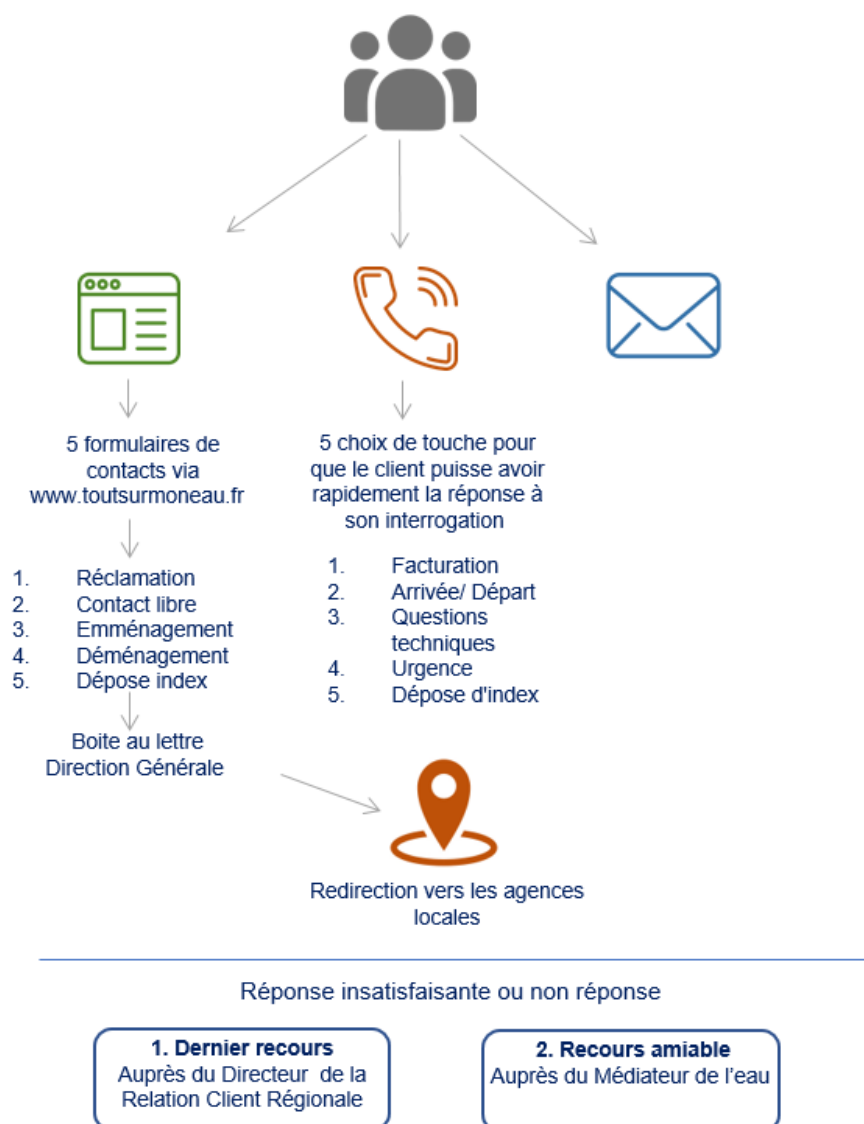 5 formulaires de
contacts via
www.toutsurmoneau.fr
1. Réclamation
2. Contact libre
3. Emménagement
4. Déménagement
5. Dépose index
Boite au lettre
Direction Générale
5 choix de touche pour
que le client puisse avoir
rapidement la réponse à
son interrogation
1. Facturation
2. Arrivée/ Départ
3. Questions
techniques
4. Urgence
5. Dépose d'index
Redirection vers les agences
locales
Réponse insatisfaisante ou non réponse
1. Dernier recours
Auprès du Directeur de la
Relation Client Régionale
2. Recours amiable
Auprès du Médiateur de l'eau